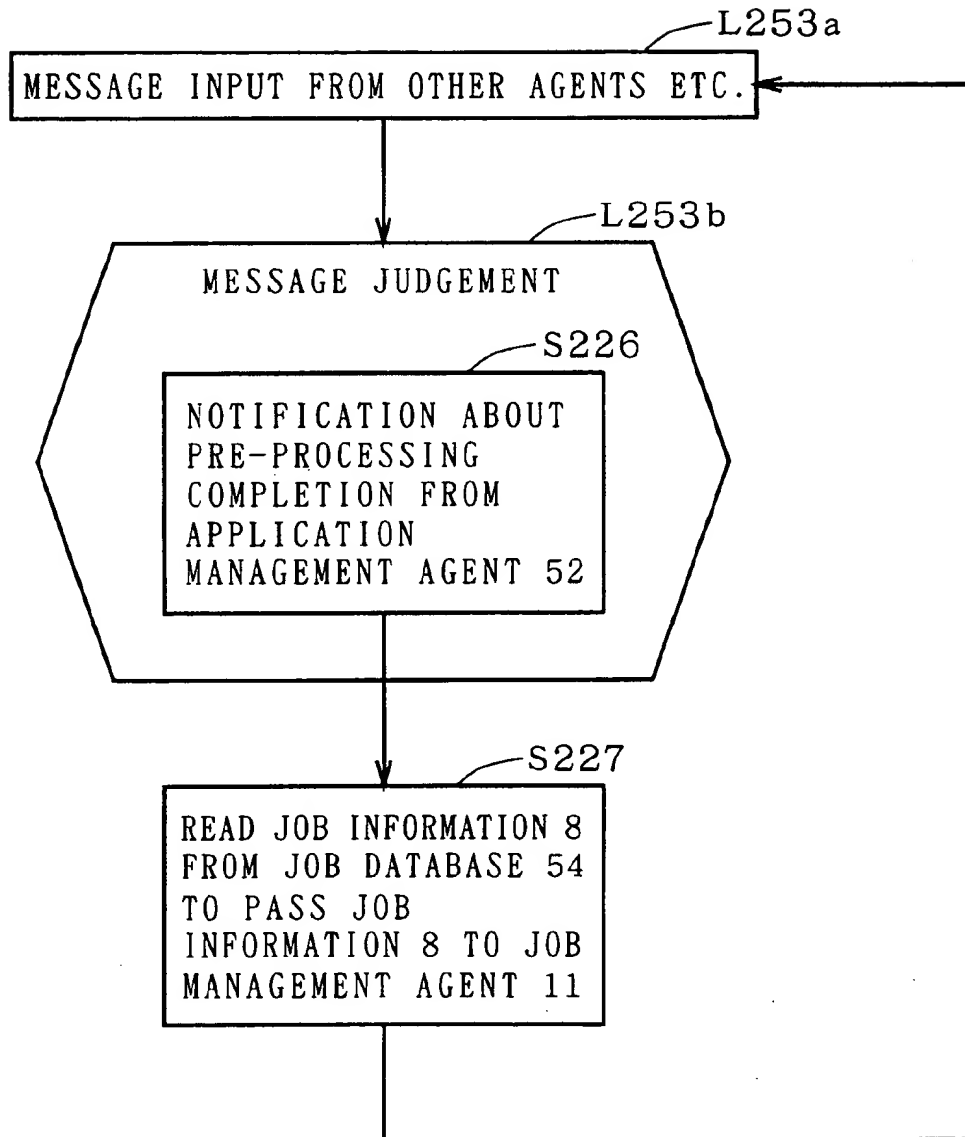 L253a
MESSAGE INPUT FROM OTHER AGENTS ETC.
L253b
MESSAGE JUDGEMENT
S226
NOTIFICATION ABOUT
PRE-PROCESSING
COMPLETION FROM
APPLICATION
MANAGEMENT AGENT 52
S227
READ JOB INFORMATION 8
FROM JOB DATABASE 54
TO PASS JOB
INFORMATION 8 TO JOB
MANAGEMENT AGENT 11